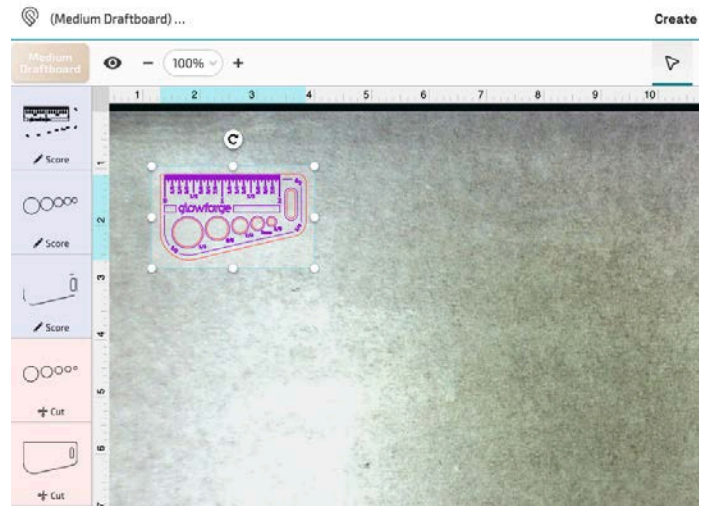 (Medium Draftboard) ...
Create
Medium
Draftboard
100%
1 2 3 4 5 6 7 8 9 10
Score
1
glowforge
2
Score
3
Score
4
5
Cut
6
Cut